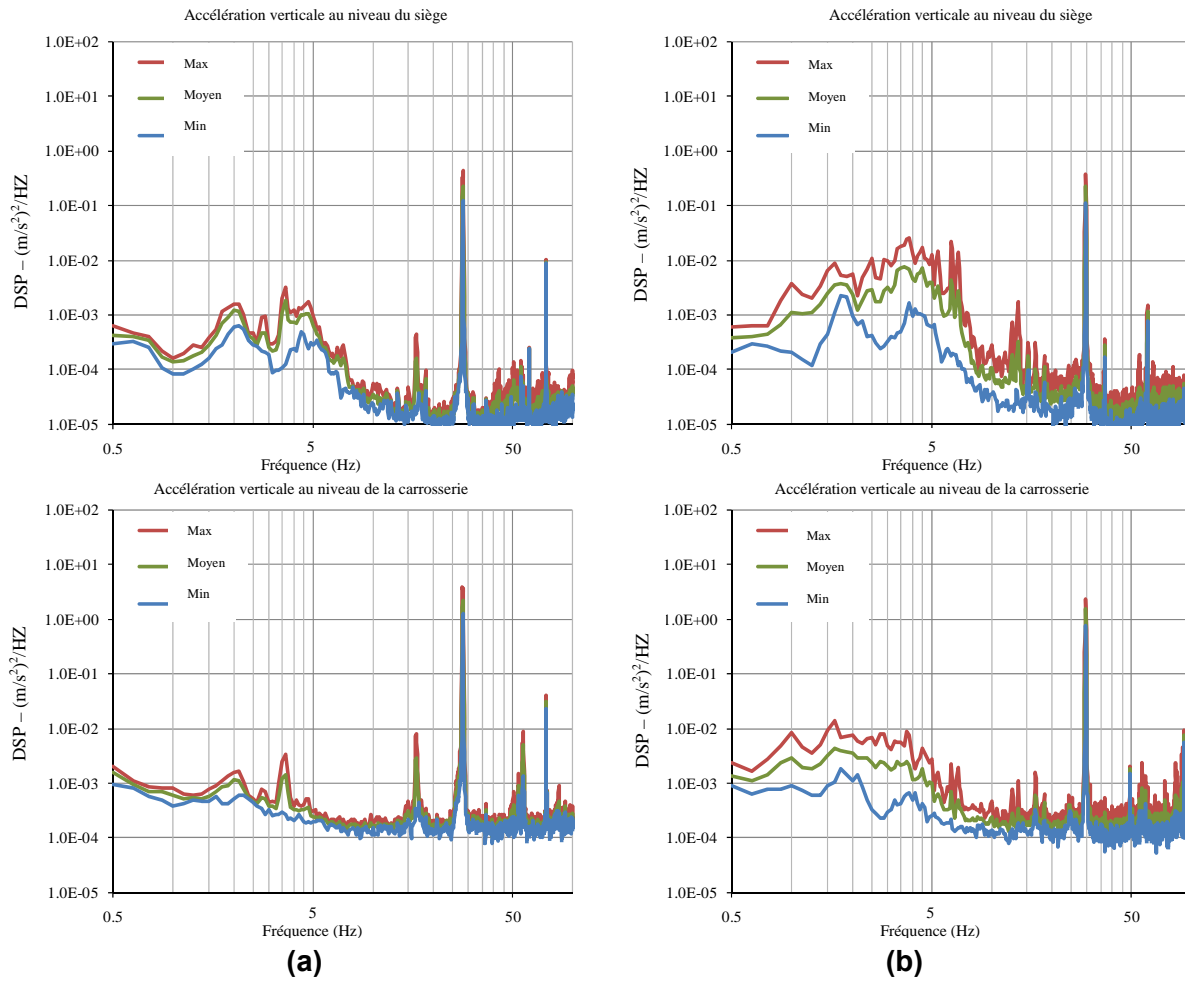 Accélération verticale au niveau du siège
1.0E+02
1.0E+01
1.0E+00
1.0E-01
1.0E-02
1.0E-03
1.0E-04
1.0E-05
DSP – (m/s²)²/HZ
Max
Moyen
Min
0.5
5
50
Fréquence (Hz)
Accélération verticale au niveau du siège
1.0E+02
1.0E+01
1.0E+00
1.0E-01
1.0E-02
1.0E-03
1.0E-04
1.0E-05
DSP – (m/s²)²/HZ
Max
Moyen
Min
0.5
5
50
Fréquence (Hz)
Accélération verticale au niveau de la carrosserie
1.0E+02
1.0E+01
1.0E+00
1.0E-01
1.0E-02
1.0E-03
1.0E-04
1.0E-05
DSP – (m/s²)²/HZ
Max
Moyen
Min
0.5
5
50
Fréquence (Hz)
Accélération verticale au niveau de la carrosserie
1.0E+02
1.0E+01
1.0E+00
1.0E-01
1.0E-02
1.0E-03
1.0E-04
1.0E-05
DSP – (m/s²)²/HZ
Max
Moyen
Min
0.5
5
50
Fréquence (Hz)
(a)
(b)